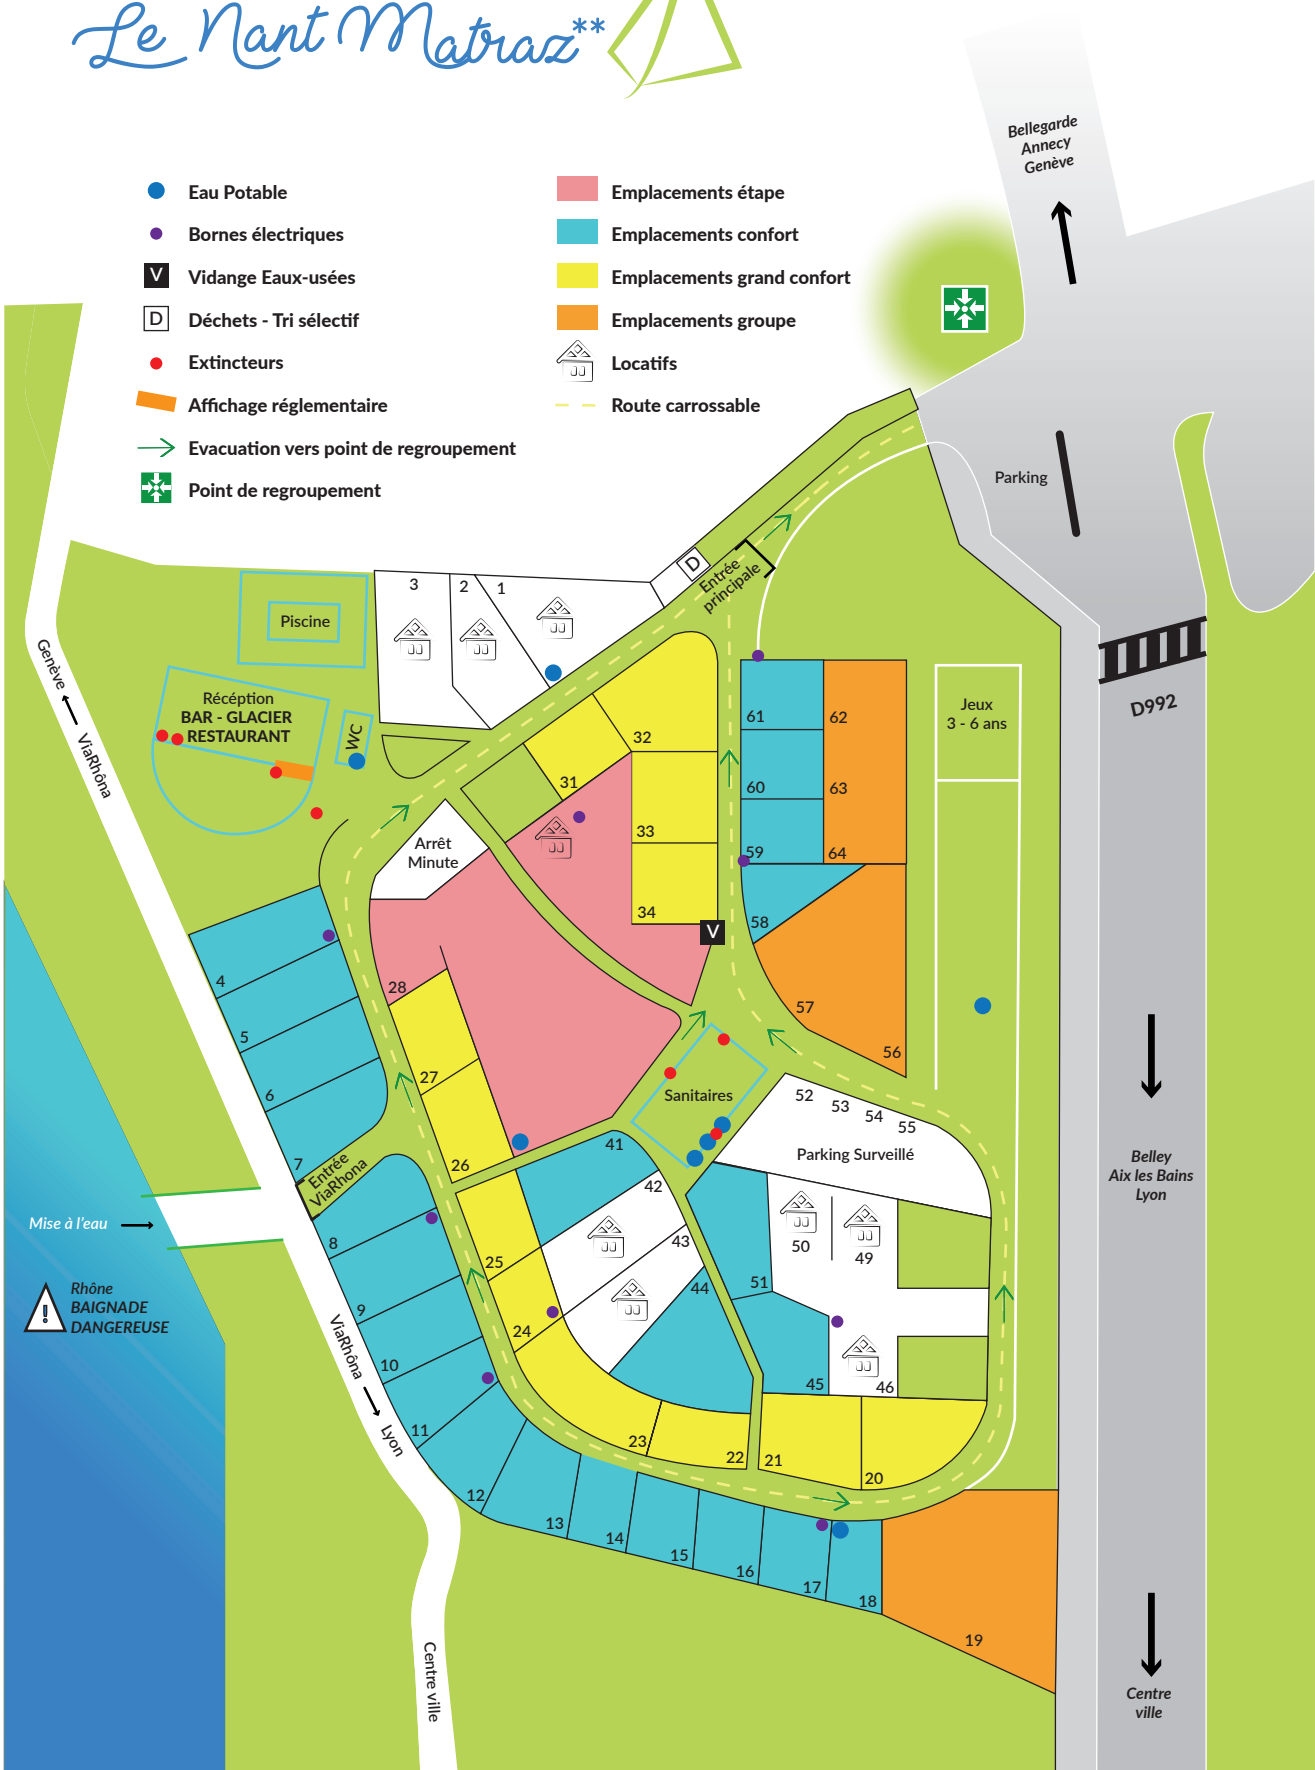 Le Nant Matraz**
Eau Potable
Bornes électriques
V Vidange Eaux-usées
D Déchets - Tri sélectif
Extincteurs
Affichage réglementaire
Evacuation vers point de regroupement
Point de regroupement
Emplacements étape
Emplacements confort
Emplacements grand confort
Emplacements groupe
Locatifs
Route carrossable
Bellegarde
Annecy
Genève
Parking
D
Entrée
principale
3
2
1
Piscine
Récéption
BAR - GLACIER
RESTAURANT
WC
Genève
ViaRhôna
Arrêt
Minute
31
32
33
34
V
61
62
60
63
59
64
58
57
56
Jeux
3 - 6 ans
D992
4
5
6
7
28
27
26
Entrée
ViaRhona
Sanitaires
52
53
54
55
Parking Surveillé
41
42
43
44
50
49
51
45
46
Mise à l'eau
Rhône
BAIGNADE
DANGEREUSE
!
8
9
10
11
25
24
23
22
21
20
ViaRhôna
Lyon
12
13
14
15
16
17
18
19
Belley
Aix les Bains
Lyon
Centre ville
Centre
ville